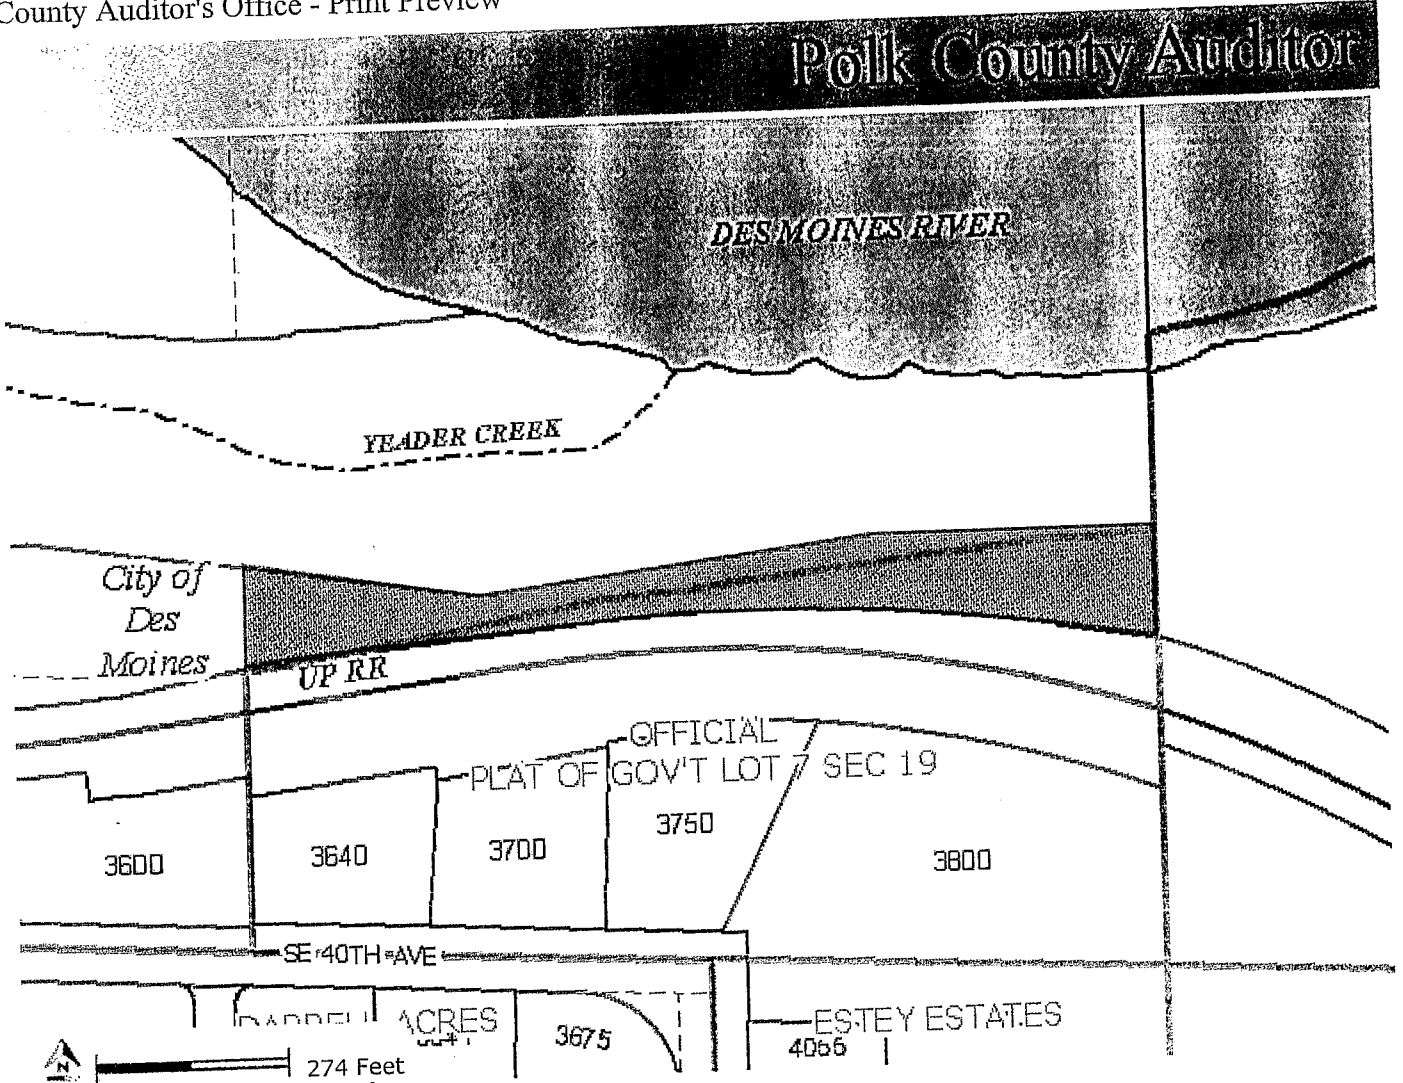 County Auditor's Office - Print Preview
Polk County Auditor
DES MOINES RIVER
YEADER CREEK
City of
Des
Moines
UP RR
OFFICIAL
PLAT OF GOV'T LOT 7 SEC 19
3600
3640
3700
3750
3800
SE 40TH AVE
ACRES
3675
ESTEY ESTATES
N
274 Feet